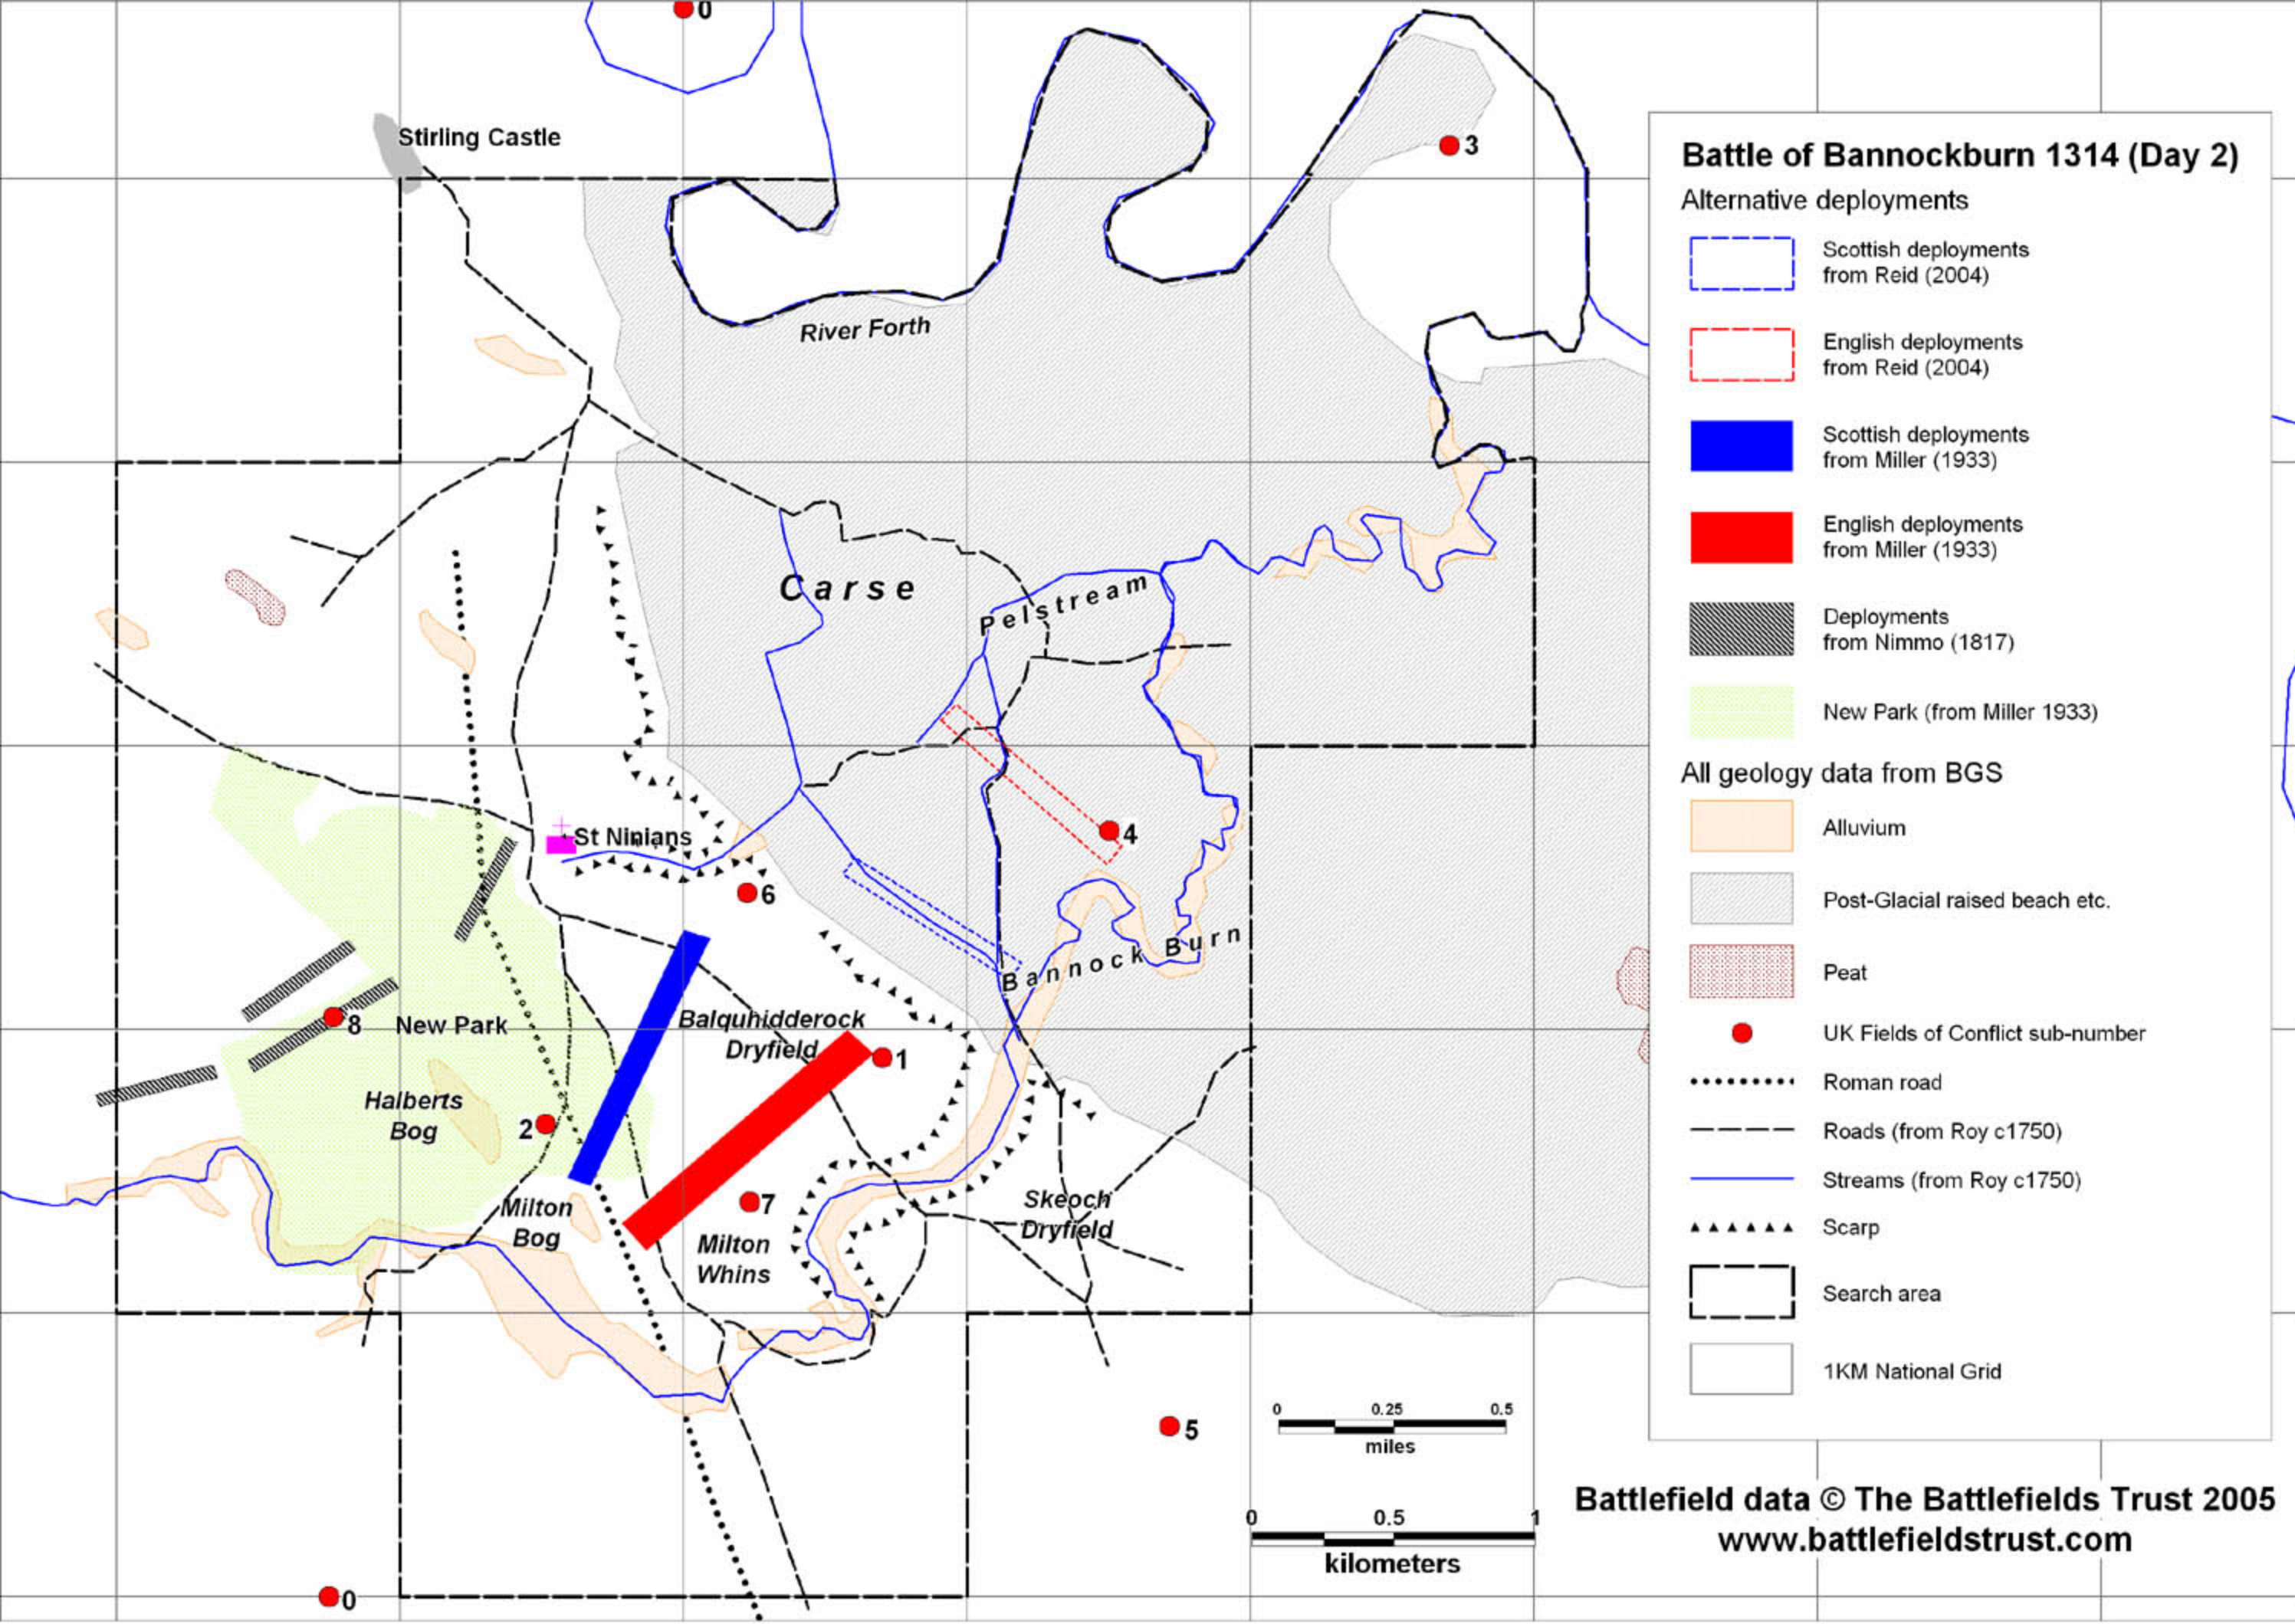 0
Stirling Castle
3
River Forth
Carse
Pelstream
St Ninians
4
6
Bannock Burn
8
New Park
Balquhidderock
Dryfield
1
Halberts
Bog
2
Milton
Bog
7
Milton
Whins
Skeoch
Dryfield
5
0
0 0.25 0.5
miles
0 0.5 1
kilometers
Battle of Bannockburn 1314 (Day 2)
Alternative deployments
Scottish deployments
from Reid (2004)
English deployments
from Reid (2004)
Scottish deployments
from Miller (1933)
English deployments
from Miller (1933)
Deployments
from Nimmo (1817)
New Park (from Miller 1933)
All geology data from BGS
Alluvium
Post-Glacial raised beach etc.
Peat
UK Fields of Conflict sub-number
Roman road
Roads (from Roy c1750)
Streams (from Roy c1750)
Scarp
Search area
1KM National Grid
Battlefield data © The Battlefields Trust 2005
www.battlefieldstrust.com